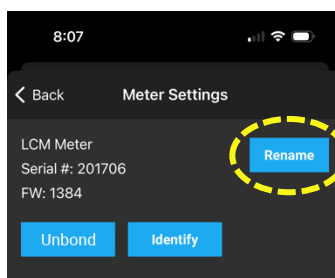 8:07
Back Meter Settings
LCM Meter
Rename
Serial #: 201706
FW: 1384
Unbond Identify